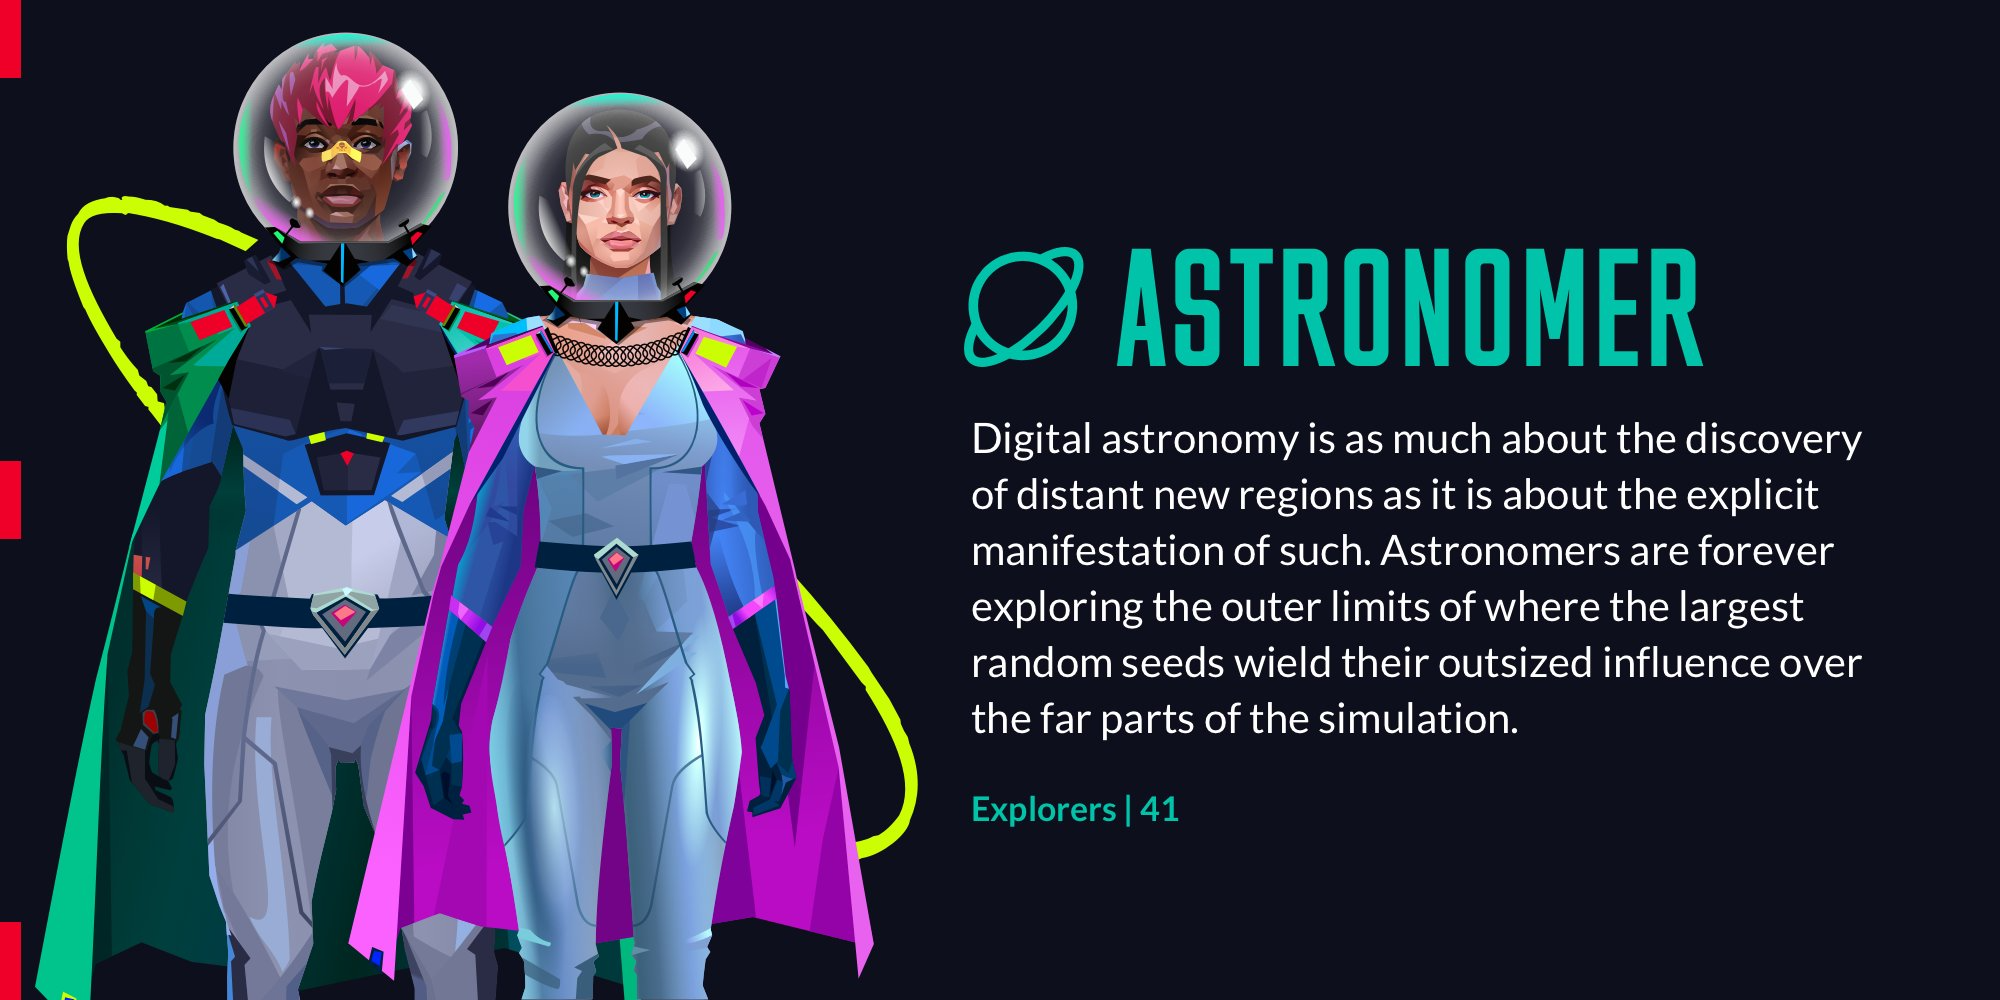 ASTRONOMER
Digital astronomy is as much about the discovery
of distant new regions as it is about the explicit
manifestation of such. Astronomers are forever
exploring the outer limits of where the largest
random seeds wield their outsized influence over
the far parts of the simulation.
Explorers | 41